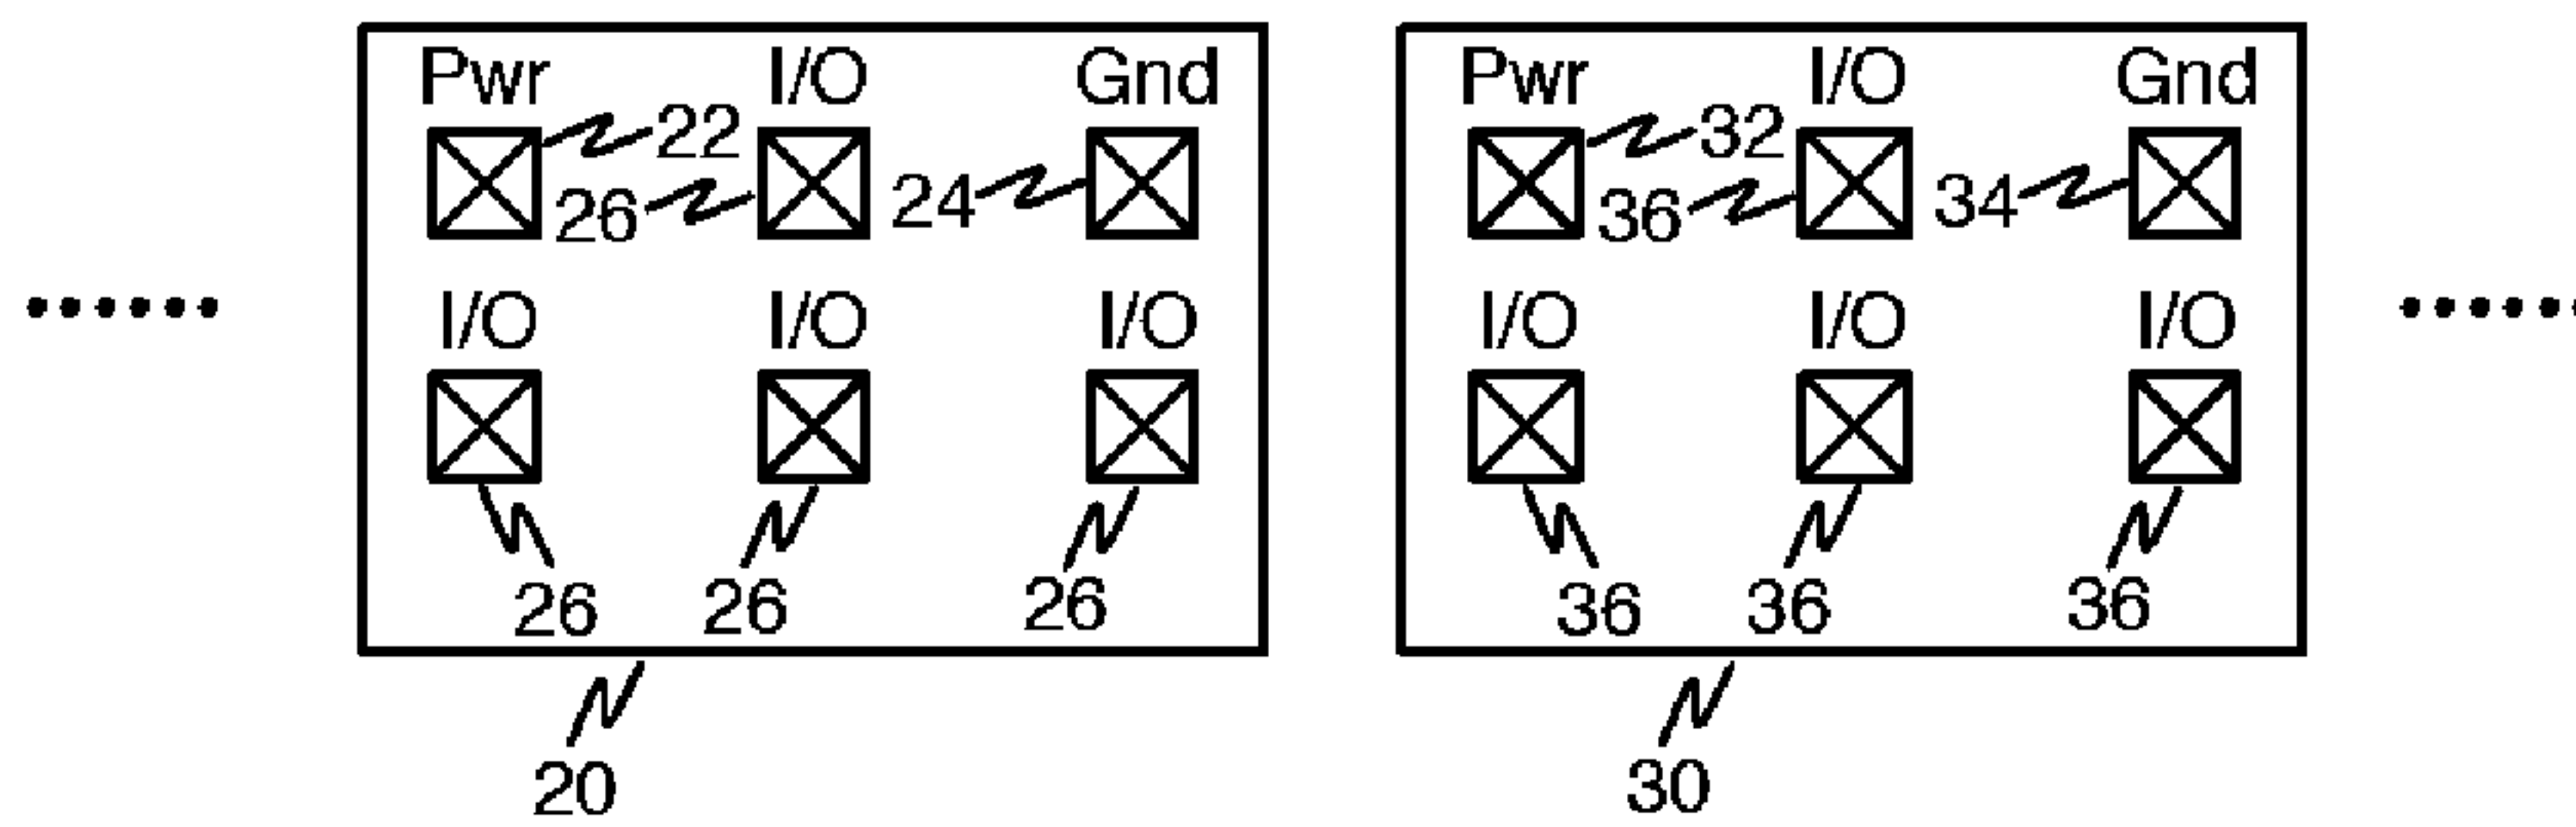 Pwr I/O Gnd Pwr I/O Gnd
22 32
26 24 36 34
I/O I/O I/O I/O I/O I/O
26 26 26 36 36 36
20 30